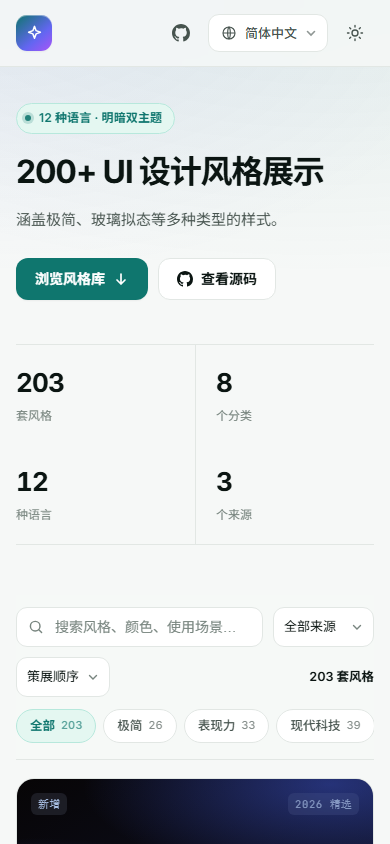 简体中文
12 种语言 · 明暗双主题
200+ UI 设计风格展示
涵盖极简、玻璃拟态等多种类型的样式。
浏览风格库
查看源码
203
套风格
8
个分类
12
种语言
3
个来源
搜索风格、颜色、使用场景...
全部来源
策展顺序
203 套风格
全部 203
极简 26
表现力 33
现代科技 39
新增
2026 精选